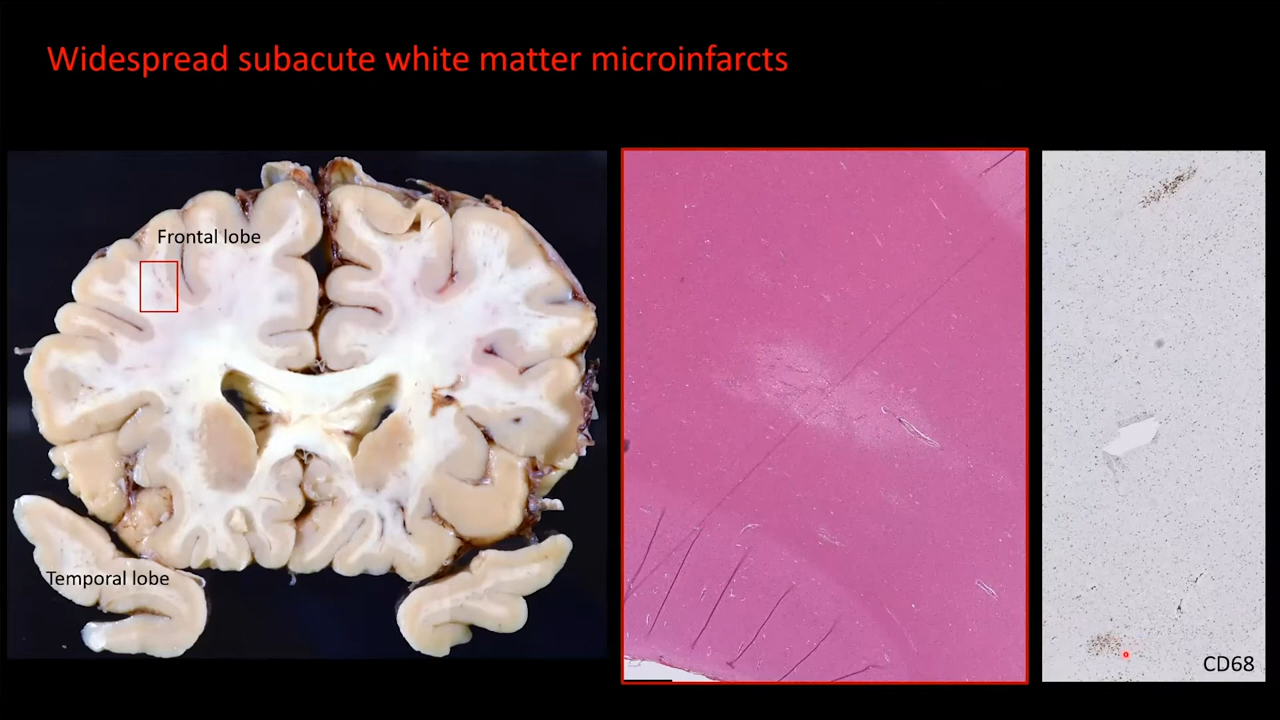 Widespread subacute white matter microinfarcts
Frontal lobe
Temporal lobe
CD68